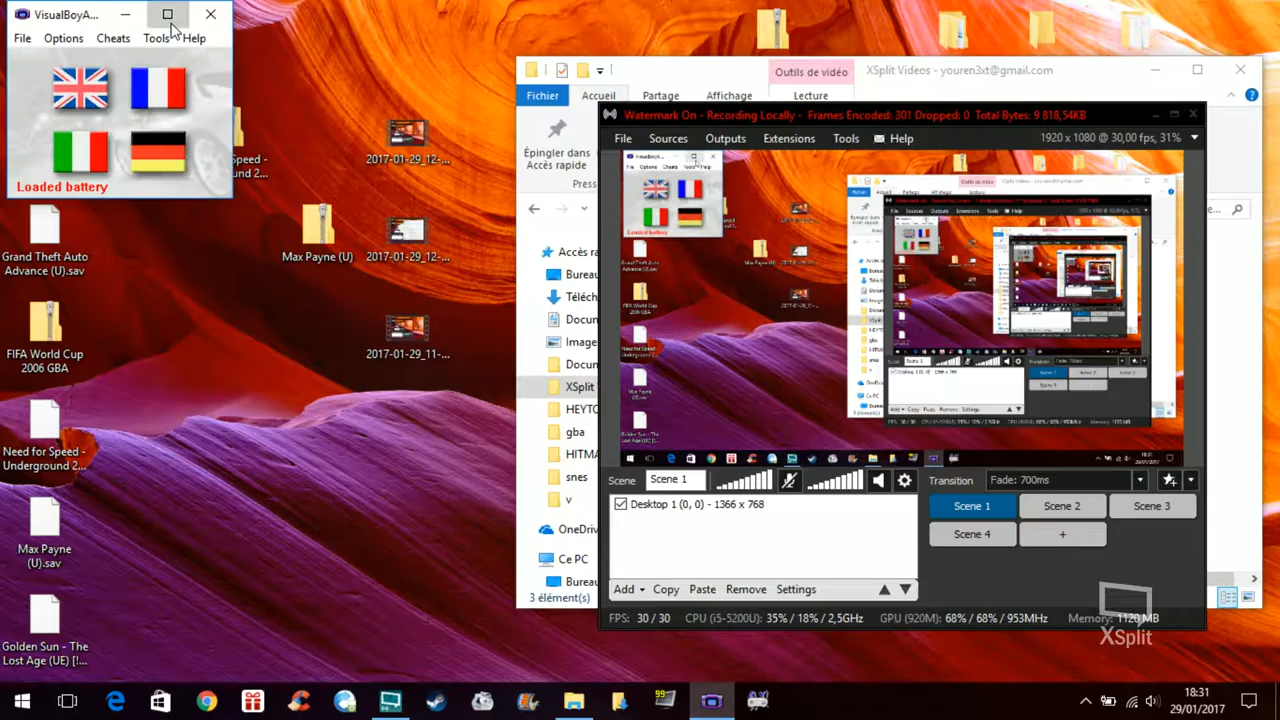 VisualBoyA...
File Options Cheats Tools Help
Loaded battery
Speed -
und 2...
2017-01-29_12-...
Grand Theft Auto
Advance (U).sav
Max Payne (U)
2017-01-29_12-...
FIFA World Cup
2006 GBA
2017-01-29_11-...
Need for Speed -
Underground 2...
Max Payne
(U).sav
Golden Sun - The
Lost Age (UE) [!...
Outils de vidéo
XSplit Videos - youren3xt@gmail.com
Fichier Accueil Partage Affichage Lecture
Épingler dans
Accès rapide
Press
Accès ra
Bureau
Téléch
Docum
Image
Docum
XSplit
HEYTO
gba
HITMA
snes
v
OneDriv
Ce PC
Bureau
3 élément(s)
e...
Watermark On - Recording Locally - Frames Encoded: 301 Dropped: 0 Total Bytes: 9 818,54KB
File Sources Outputs Extensions Tools Help
1920 x 1080 @ 30,00 fps, 31%
Scene Scene 1
Transition Fade: 700ms
Desktop 1 (0, 0) - 1366 x 768
Scene 1 Scene 2 Scene 3
Scene 4 +
Add Copy Paste Remove Settings
FPS: 30 / 30 CPU (i5-5200U): 35% / 18% / 2,5GHz GPU (920M): 68% / 68% / 953MHz Memory: 1120 MB
XSplit
99
18:31
29/01/2017